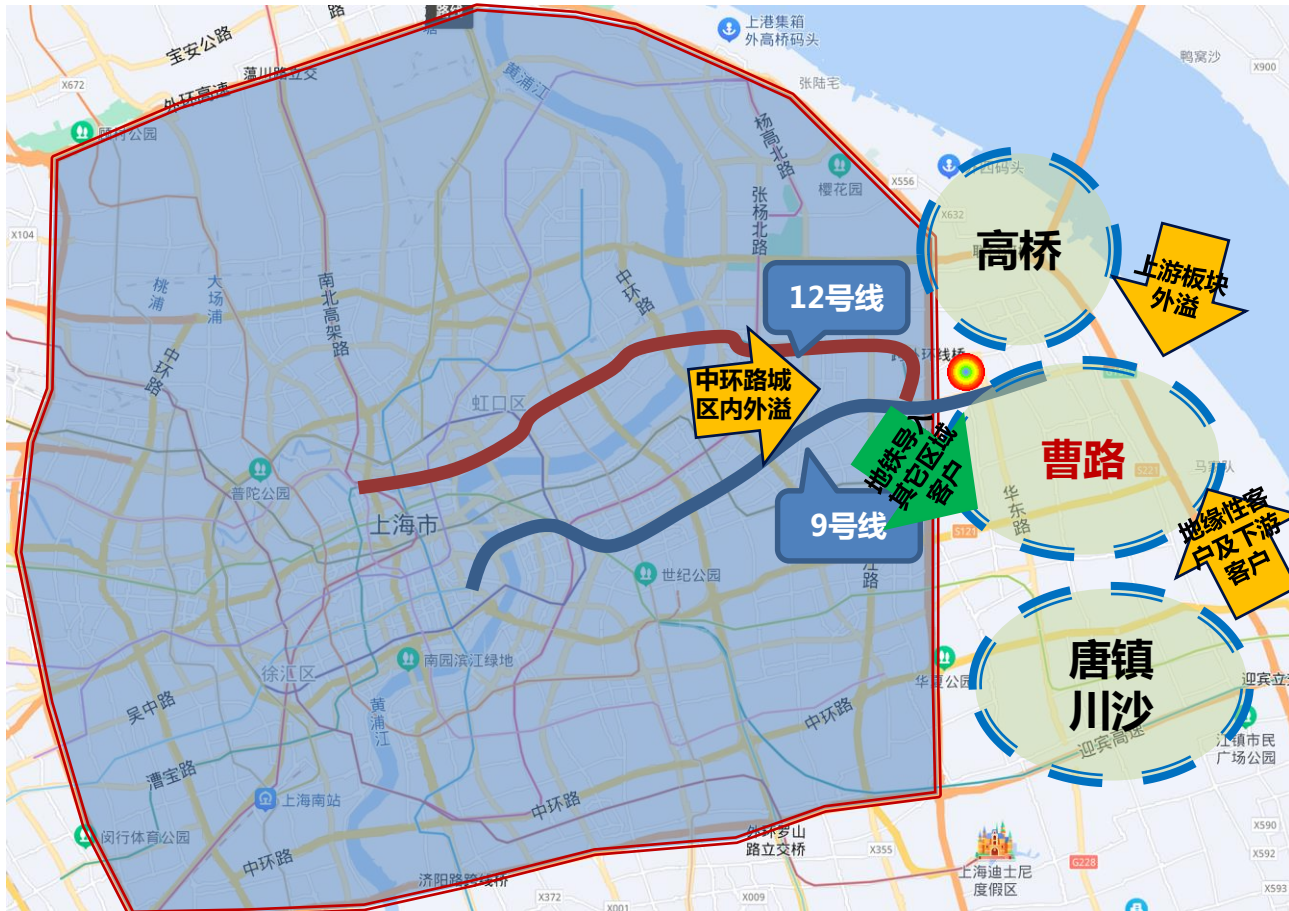 宝安公路
蕰川路立交
外环高速
X672
顾村公园
黄浦江
上港集箱
外高桥码头
鸭窝沙
X900
张陆宅
杨高北路
樱花园
X556
X632
张杨北路
高桥
上游板块
外溢
X104
桃浦
大场浦
南北高架路
中环路
中环路
12号线
中环路城
区内外溢
虹口区
地铁导入
其它区域
客户
曹路
S221
马家队
华东路
S121
地缘性客
户及下游
客户
普陀公园
上海市
9号线
世纪公园
江路
徐汇区
南园滨江绿地
华夏公园
唐镇
川沙
迎宾立交
吴中路
黄浦江
中环路
迎宾高速
江镇市民
广场公园
漕宝路
上海南站
中环路
闵行体育公园
中环路
济阳路跨线桥
外环罗山
路立交桥
X355
上海迪士尼
度假区
G228
X590
X592
X593
X372
X001
X009